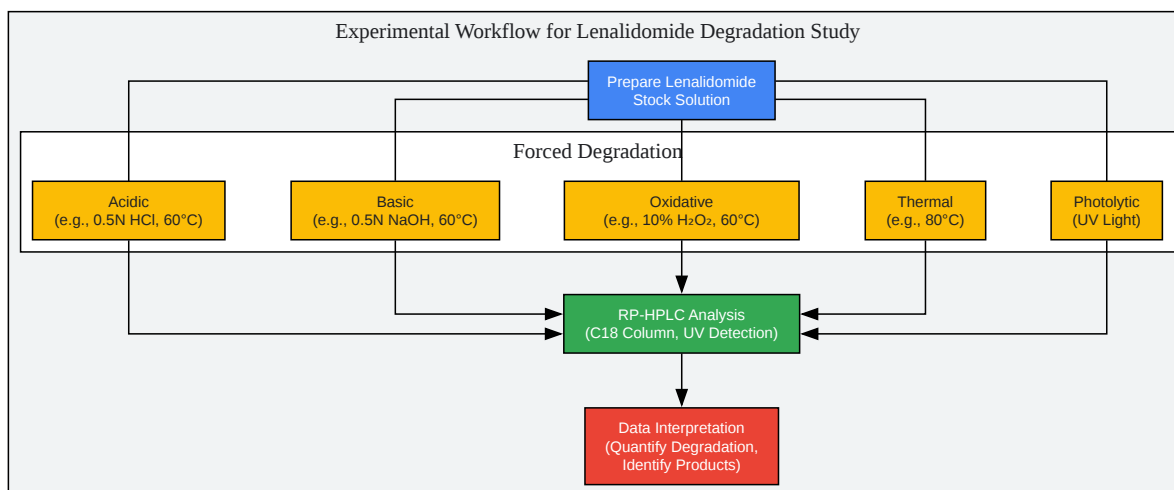 Experimental Workflow for Lenalidomide Degradation Study
Prepare Lenalidomide
Stock Solution
Forced Degradation
Acidic
(e.g., 0.5N HCl, 60°C)
Basic
(e.g., 0.5N NaOH, 60°C)
Oxidative
(e.g., 10% H₂O₂, 60°C)
Thermal
(e.g., 80°C)
Photolytic
(UV Light)
RP-HPLC Analysis
(C18 Column, UV Detection)
Data Interpretation
(Quantify Degradation,
Identify Products)